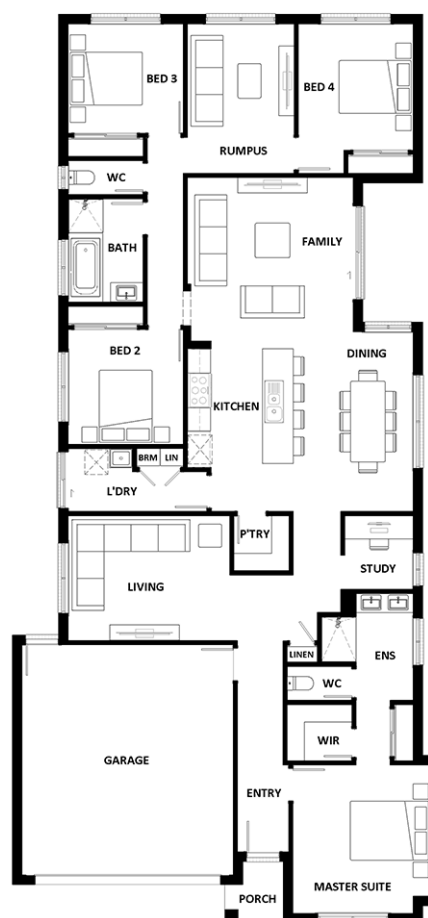 BED 3
BED 4
RUMPUS
WC
FAMILY
BATH
BED 2
DINING
KITCHEN
BRM
LIN
L'DRY
P'TRY
STUDY
LIVING
LINEN
ENS
WC
WIR
GARAGE
ENTRY
MASTER SUITE
PORCH